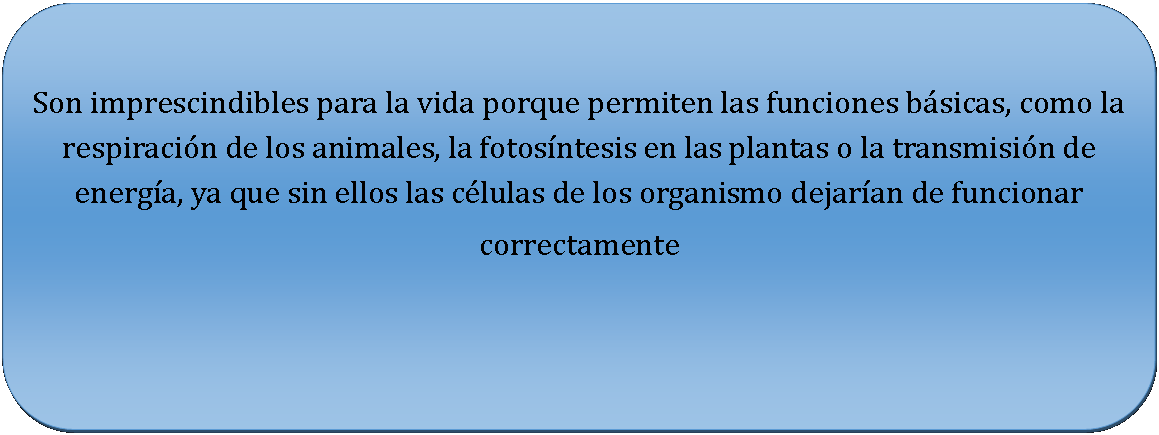 Son imprescindibles para la vida porque permiten las funciones básicas, como la
respiración de los animales, la fotosíntesis en las plantas o la transmisión de
energía, ya que sin ellos las células de los organismo dejarían de funcionar
correctamente